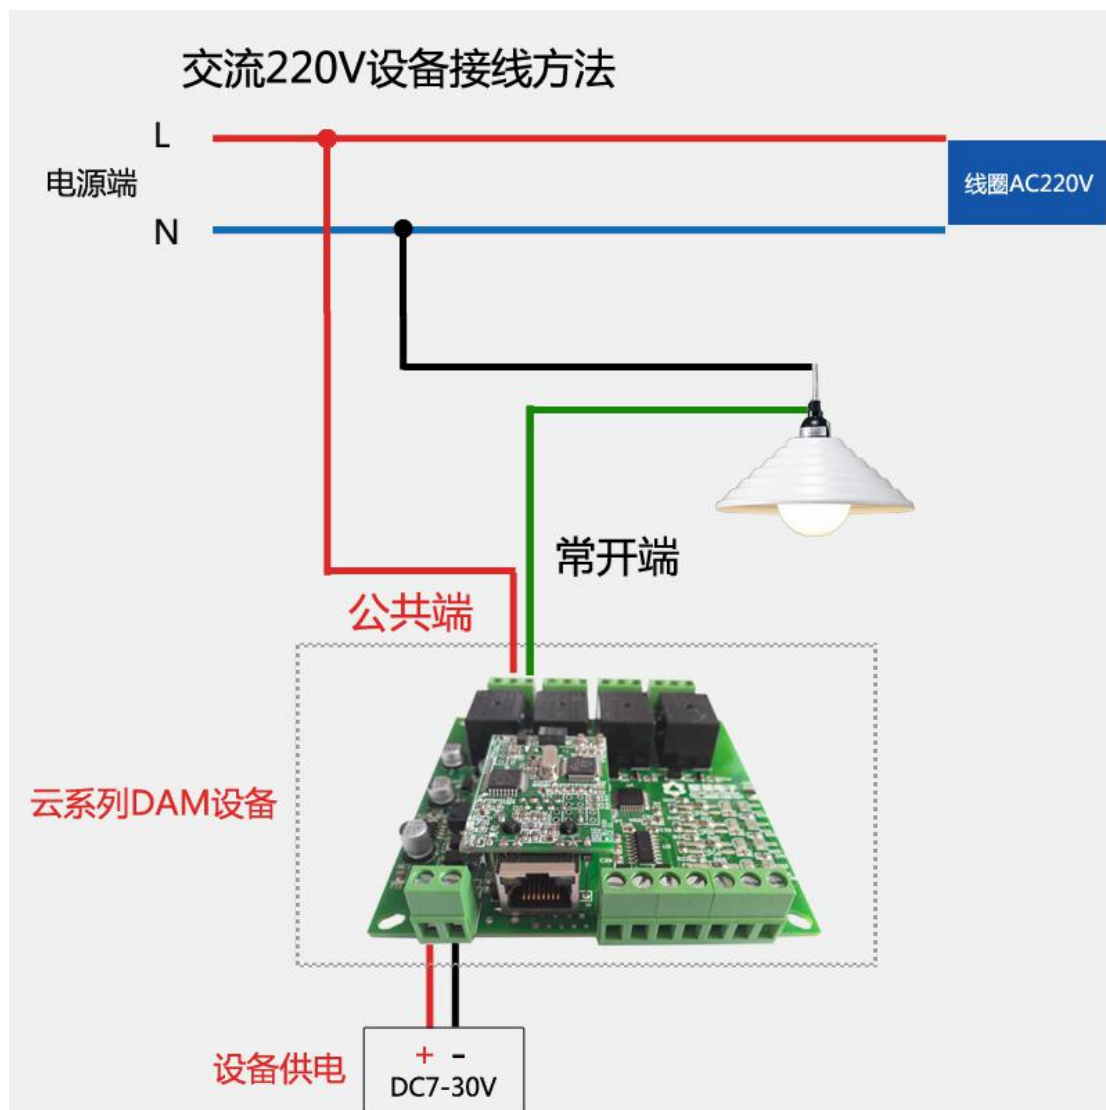 交流220V设备接线方法
L
电源端
线圈AC220V
N
常开端
公共端
云系列DAM设备
设备供电
+ -
DC7-30V